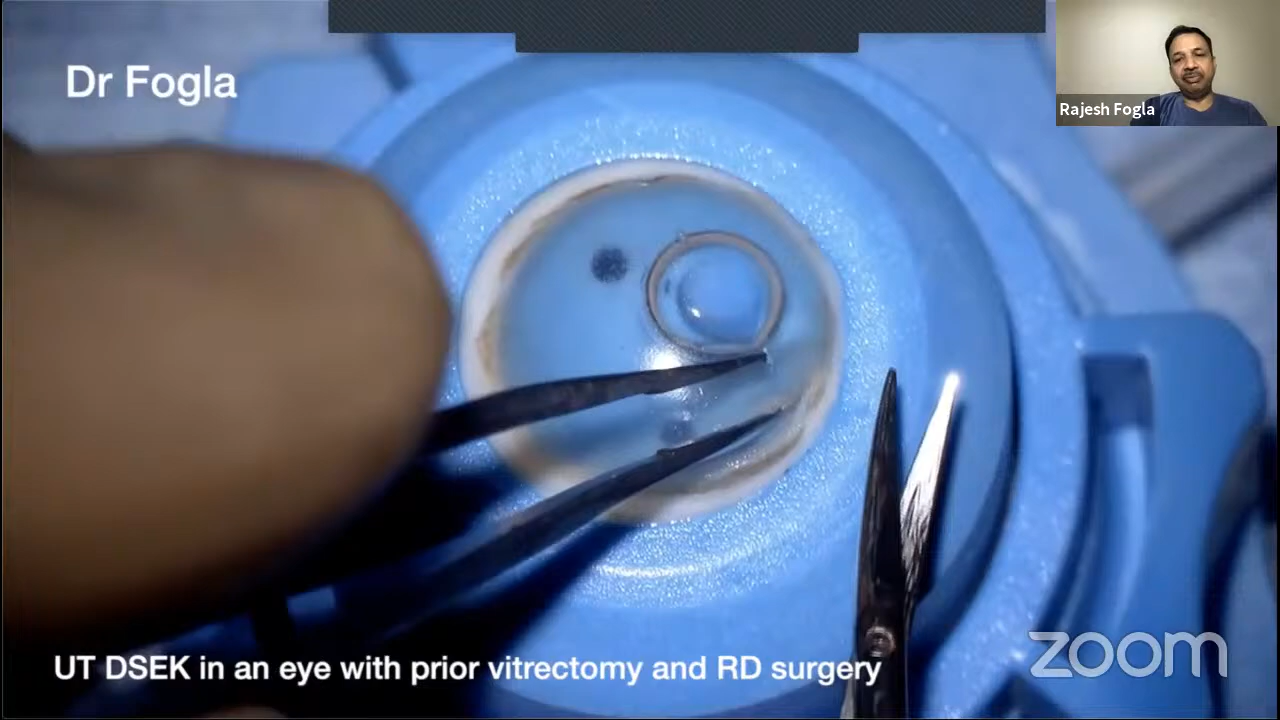 Dr Fogla
Rajesh Fogla
UT DSEK in an eye with prior vitrectomy and RD surgery
zoom